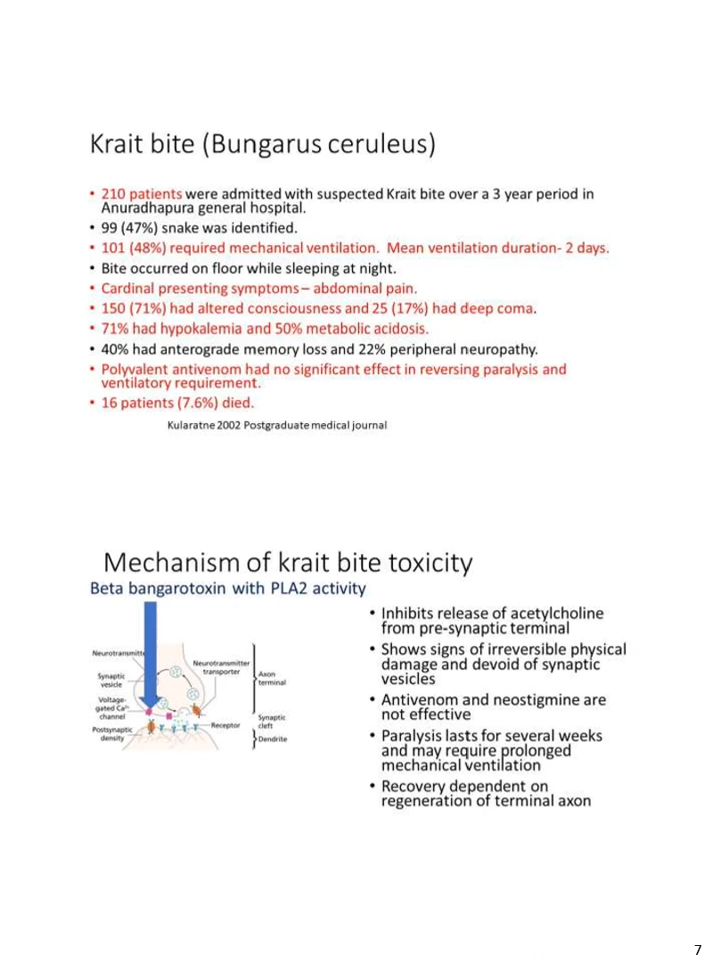 Krait bite (Bungarus ceruleus)
• 210 patients were admitted with suspected Krait bite over a 3 year period in
Anuradhapura general hospital.
• 99 (47%) snake was identified.
• 101 (48%) required mechanical ventilation. Mean ventilation duration- 2 days.
• Bite occurred on floor while sleeping at night.
• Cardinal presenting symptoms – abdominal pain.
• 150 (71%) had altered consciousness and 25 (17%) had deep coma.
• 71% had hypokalemia and 50% metabolic acidosis.
• 40% had anterograde memory loss and 22% peripheral neuropathy.
• Polyvalent antivenom had no significant effect in reversing paralysis and
ventilatory requirement.
• 16 patients (7.6%) died.
Kularatne 2002 Postgraduate medical journal
Mechanism of krait bite toxicity
Beta bangarotoxin with PLA2 activity
Neurotransmitte
Synaptic
vesicle
Voltage-
gated Ca²⁺
channel
Postsynaptic
density
Neurotransmitter
transporter
Receptor
Axon
terminal
Synaptic
cleft
Dendrite
• Inhibits release of acetylcholine
from pre-synaptic terminal
• Shows signs of irreversible physical
damage and devoid of synaptic
vesicles
• Antivenom and neostigmine are
not effective
• Paralysis lasts for several weeks
and may require prolonged
mechanical ventilation
• Recovery dependent on
regeneration of terminal axon
7